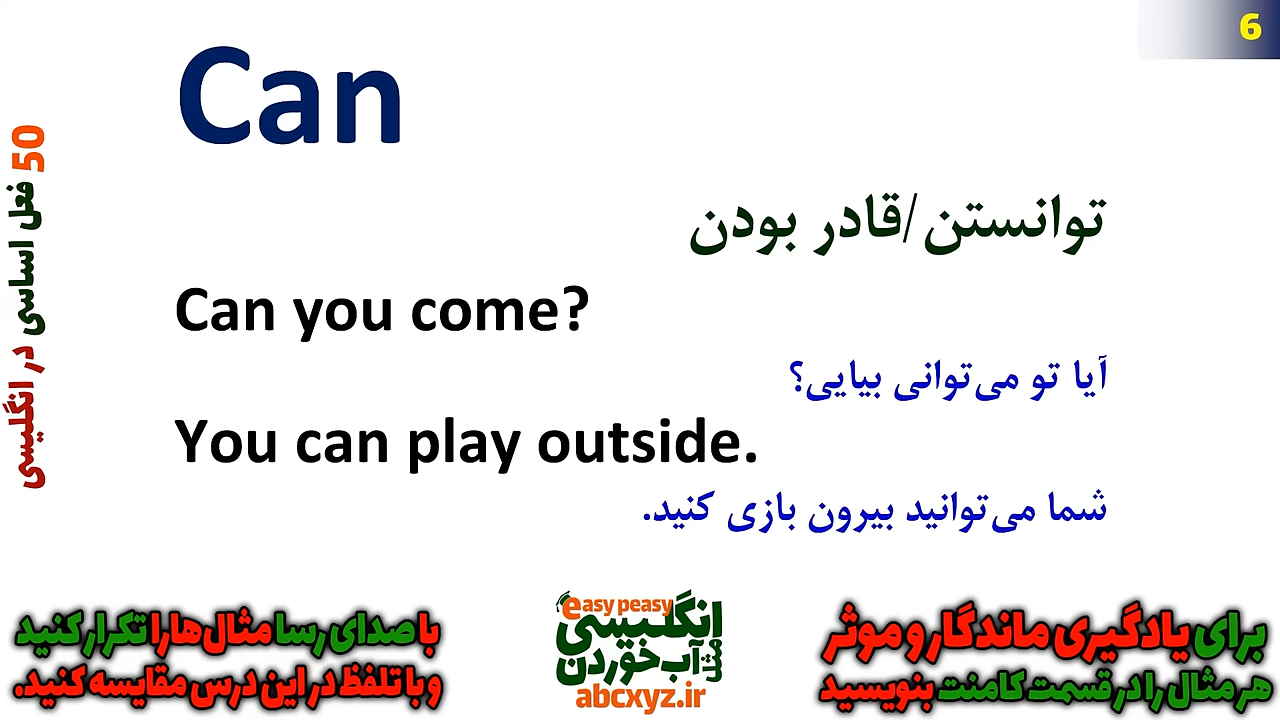 6
Can
توانستن/قادر بودن
Can you come?
آیا تو می‌توانی بیایی؟
You can play outside.
شما می‌توانید بیرون بازی کنید.
50 فعل اساسی در انگلیسی
با صدای رسا مثال‌ها را تکرار کنید
و با تلفظ در این درس مقایسه کنید.
easy peasy
انگلیسی
مثل آب خوردن
abcxyz.ir
برای یادگیری ماندگار و موثر
هر مثال را در قسمت کامنت بنویسید